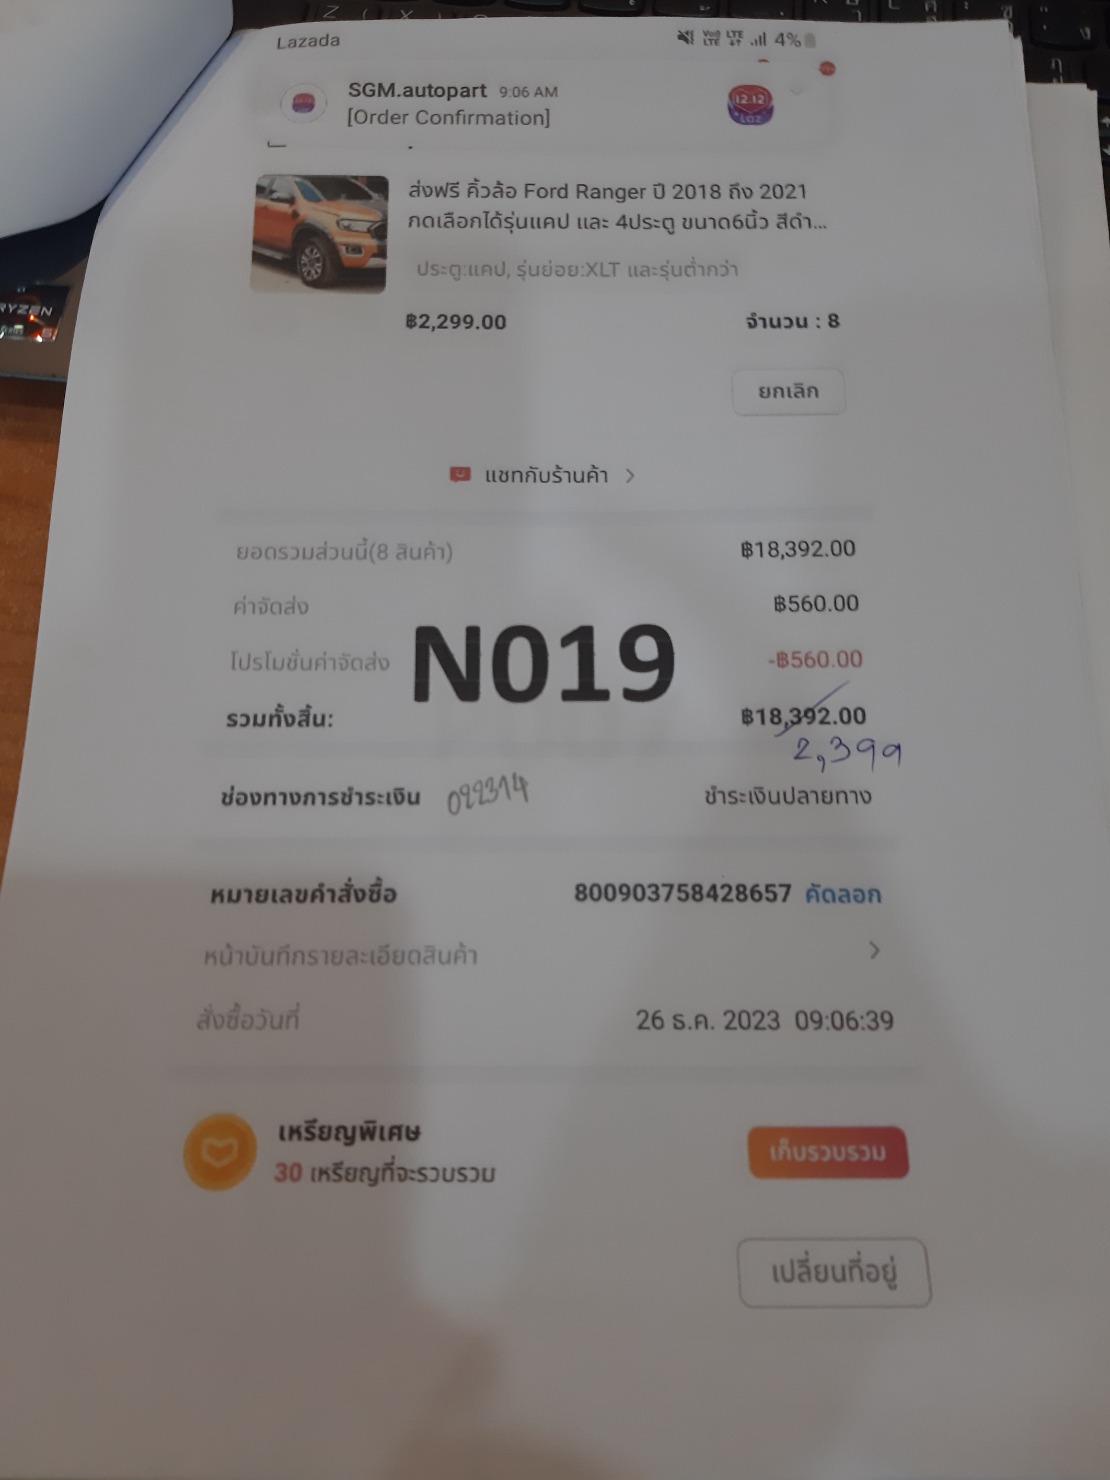 Lazada
4%
SGM.autopart 9:06 AM
[Order Confirmation]
12.12
ส่งฟรี คิ้วล้อ Ford Ranger ปี 2018 ถึง 2021
กดเลือกได้รุ่นแคป และ 4ประตู ขนาด6นิ้ว สีดำ...
ประตู:แคป, รุ่นย่อย:XLT และรุ่นต่ำกว่า
฿2,299.00 จำนวน : 8
RYZEN
ยกเลิก
แชทกับร้านค้า >
ยอดรวมส่วนนี้(8 สินค้า) ฿18,392.00
ค่าจัดส่ง ฿560.00
N019
โปรโมชั่นค่าจัดส่ง -฿560.00
รวมทั้งสิ้น: ฿18,392.00
2,399
ช่องทางการชำระเงิน ชำระเงินปลายทาง
หมายเลขคำสั่งซื้อ 800903758428657 คัดลอก
หน้าบันทึกรายละเอียดสินค้า >
สั่งซื้อวันที่ 26 ธ.ค. 2023 09:06:39
เหรียญพิเศษ
30 เหรียญที่จะรวบรวม
เก็บรวบรวม
เปลี่ยนที่อยู่